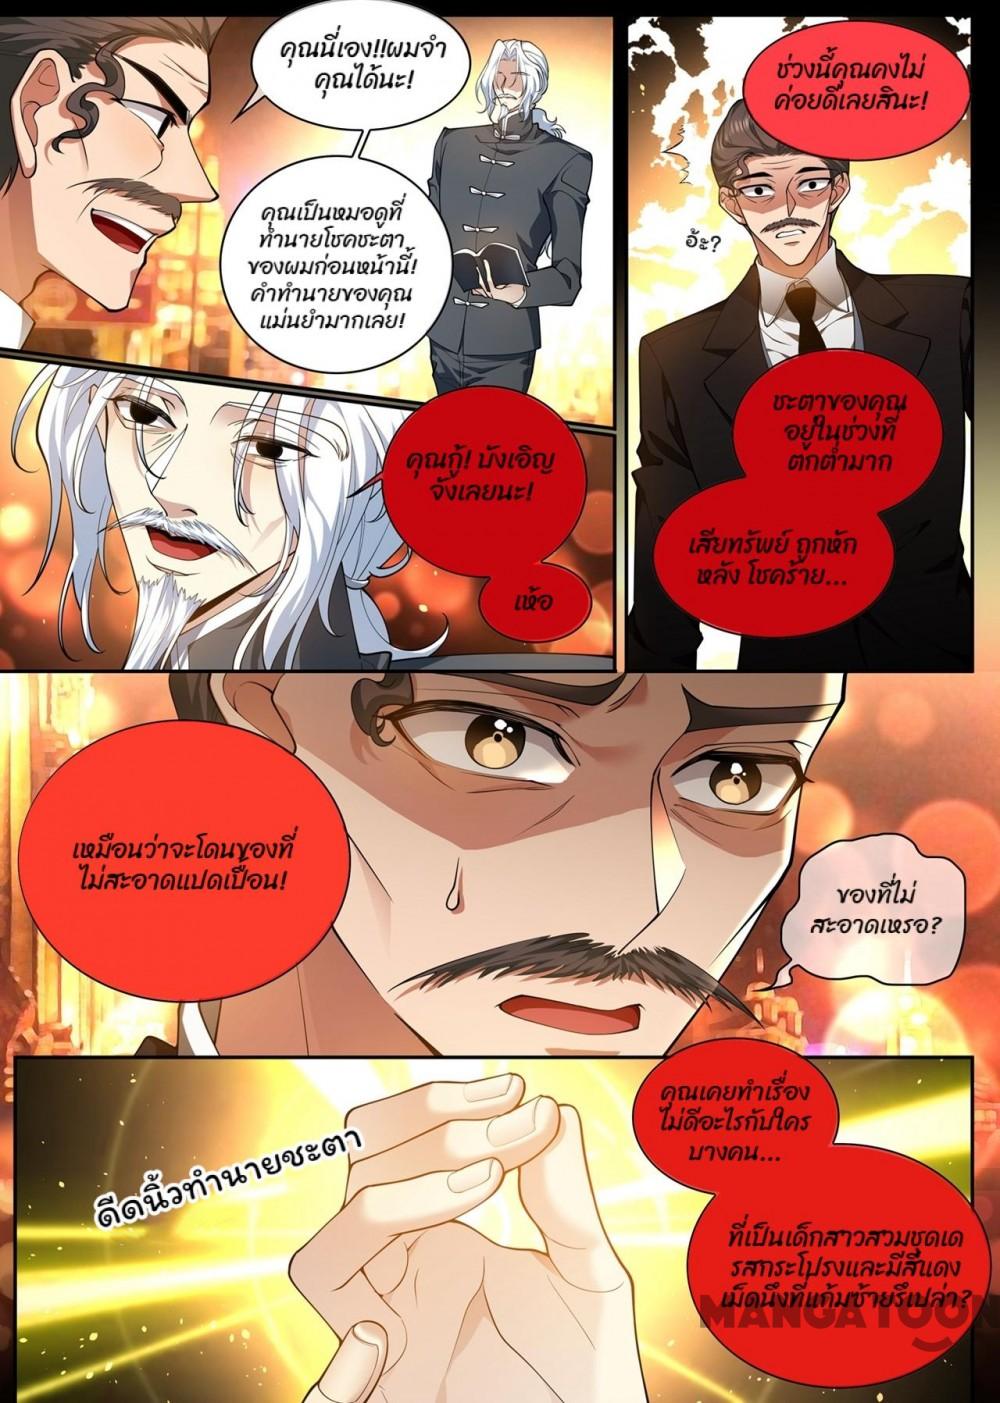 คุณนี่เอง!!ผมจำ
คุณได้นะ!
คุณเป็นหมอดูที่
ทำนายโชคชะตา
ของผมก่อนหน้านี้!
คำทำนายของคุณ
แม่นยำมากเลย!
คุณกู้! บังเอิญ
จังเลยนะ!
เห้อ
ช่วงนี้คุณคงไม่
ค่อยดีเลยสินะ!
อ้ะ?
ชะตาของคุณ
อยู่ในช่วงที่
ตกต่ำมาก
เสียทรัพย์ ถูกหัก
หลัง โชคร้าย...
เหมือนว่าจะโดนของที่
ไม่สะอาดแปดเปื้อน!
ของที่ไม่
สะอาดเหรอ?
ดีดนิ้วทำนายชะตา
คุณเคยทำเรื่อง
ไม่ดีอะไรกับใคร
บางคน...
ที่เป็นเด็กสาวสวมชุดเด
รสกระโปรงและมีสีแดง
เม็ดนึงที่แก้มซ้ายรึเปล่า?
MANGATOON